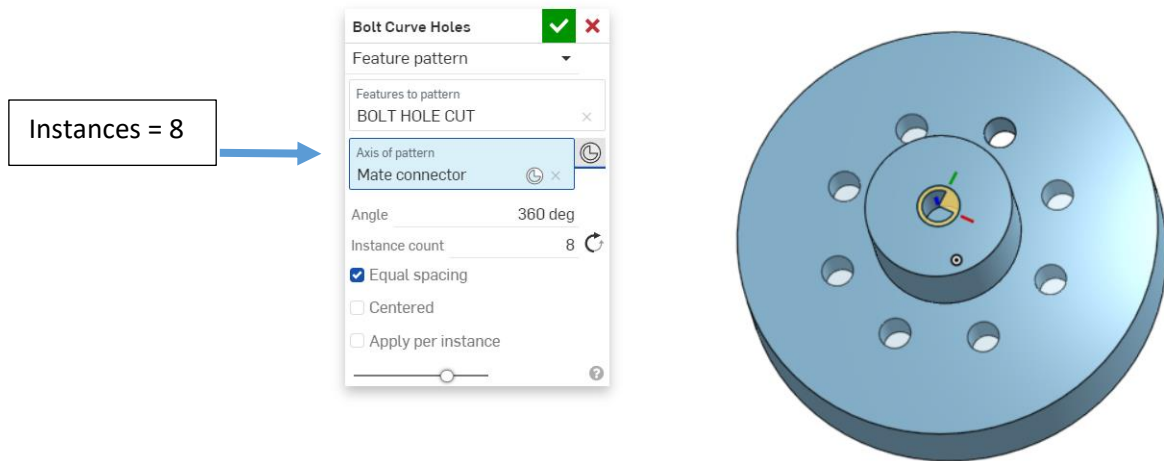 Instances = 8
Bolt Curve Holes
Feature pattern
Features to pattern
BOLT HOLE CUT
Axis of pattern
Mate connector
Angle 360 deg
Instance count 8
Equal spacing
Centered
Apply per instance